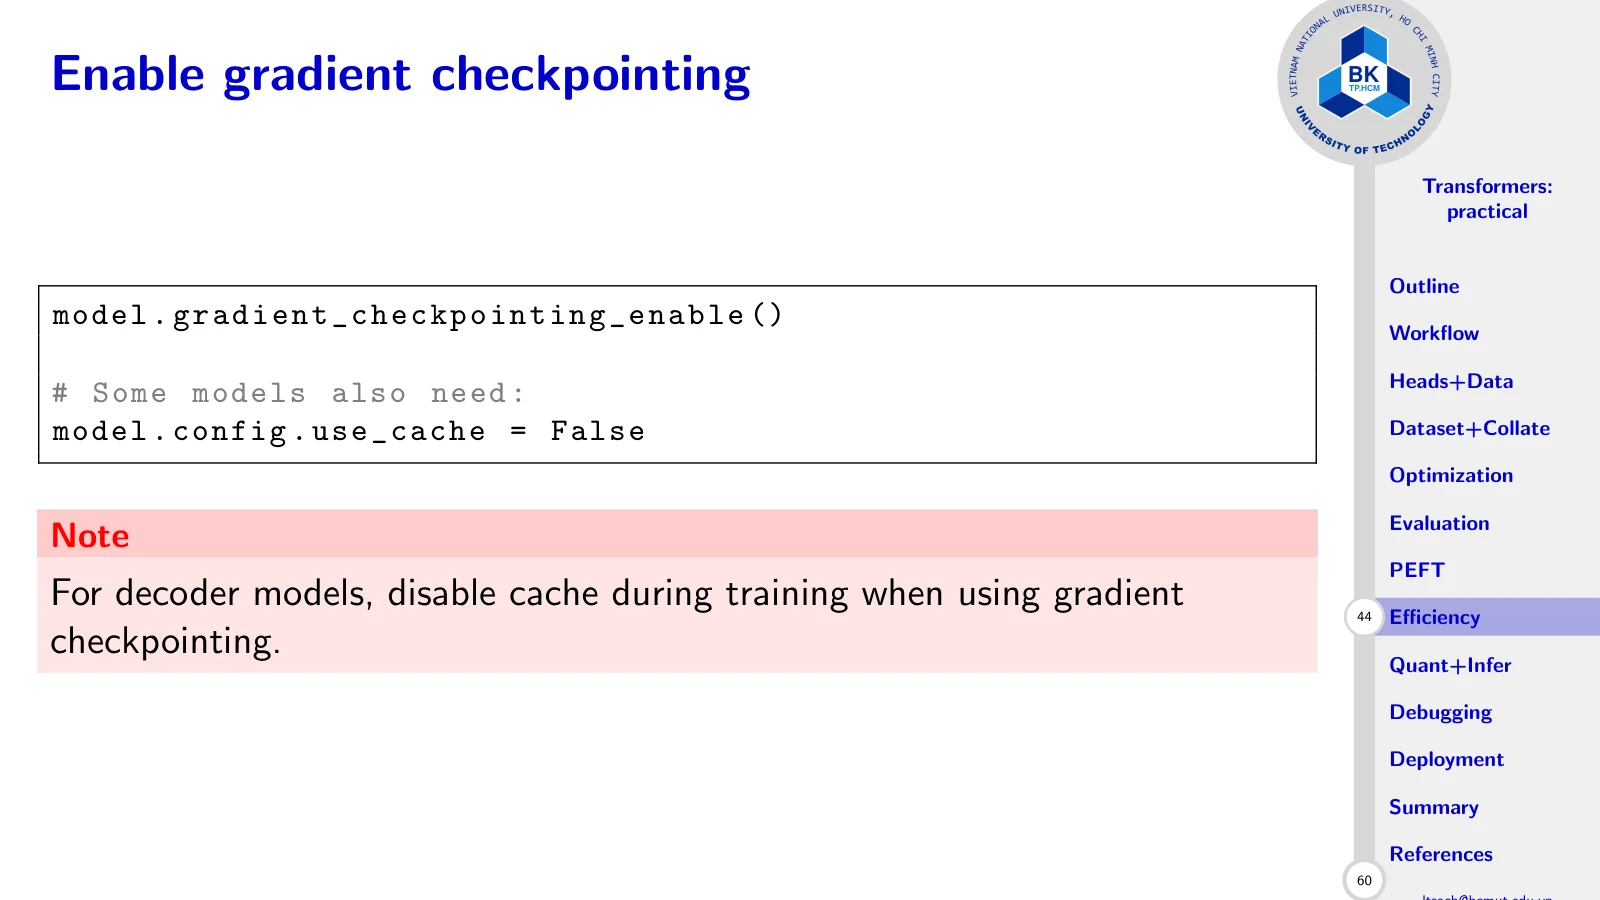 Enable gradient checkpointing
model.gradient_checkpointing_enable()
# Some models also need:
model.config.use_cache = False
Note
For decoder models, disable cache during training when using gradient
checkpointing.
VIETNAM NATIONAL UNIVERSITY, HO CHI MINH CITY
BK
TP.HCM
UNIVERSITY OF TECHNOLOGY
Transformers:
practical
Outline
Workflow
Heads+Data
Dataset+Collate
Optimization
Evaluation
PEFT
44 Efficiency
Quant+Infer
Debugging
Deployment
Summary
References
60